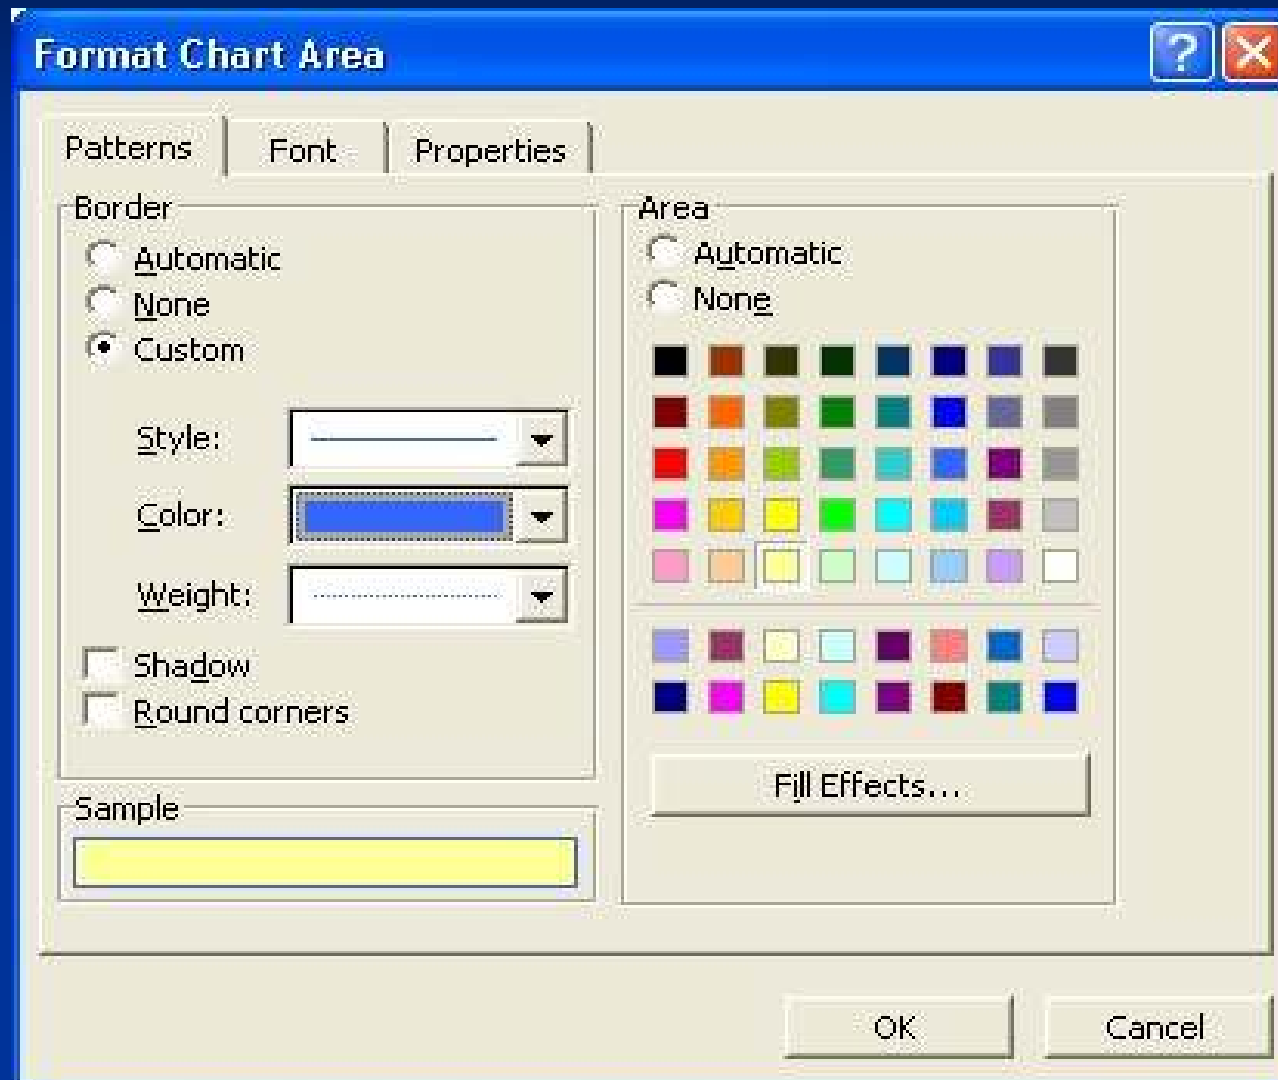 Format Chart Area
?
Patterns Font Properties
Border
Automatic
None
Custom
Style:
Color:
Weight:
Shadow
Round corners
Sample
Area
Automatic
None
Fill Effects...
OK Cancel